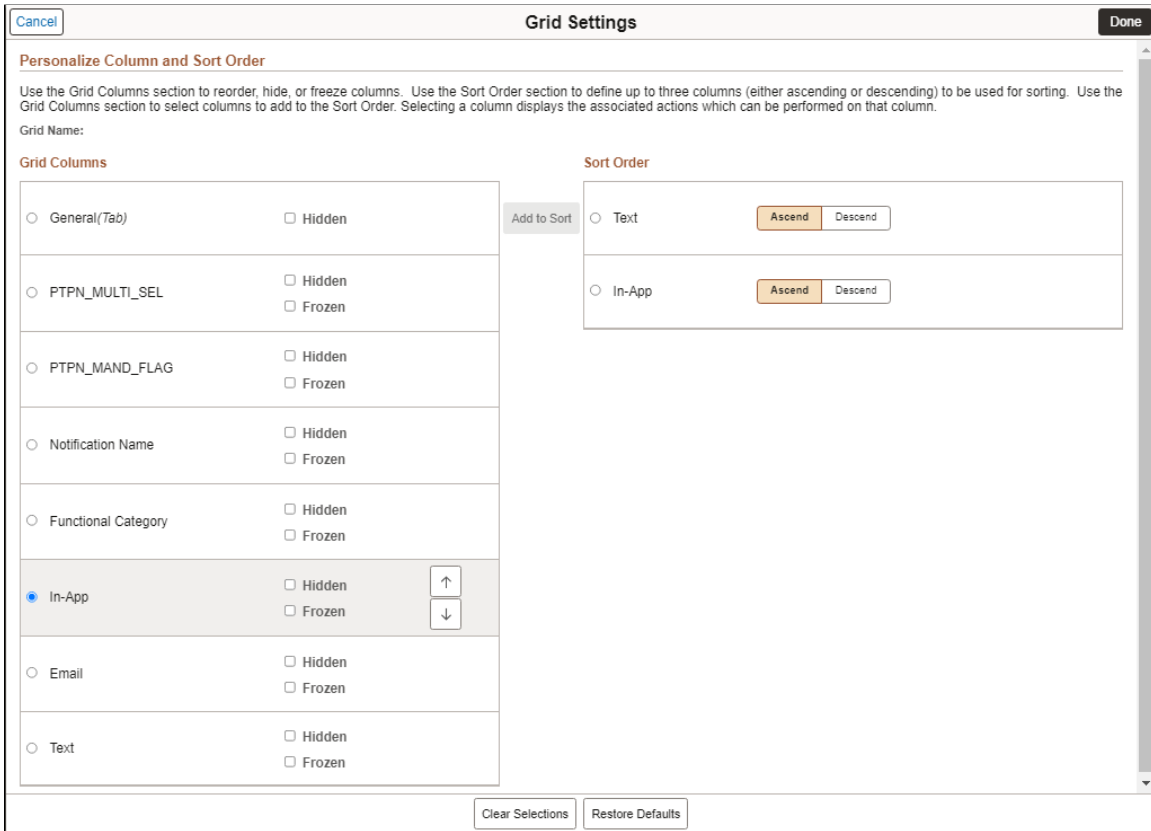 Cancel
Grid Settings
Done
Personalize Column and Sort Order
Use the Grid Columns section to reorder, hide, or freeze columns.  Use the Sort Order section to define up to three columns (either ascending or descending) to be used for sorting.  Use the
Grid Columns section to select columns to add to the Sort Order. Selecting a column displays the associated actions which can be performed on that column.
Grid Name:
Grid Columns
General(Tab)
Hidden
PTPN_MULTI_SEL
Hidden
Frozen
PTPN_MAND_FLAG
Hidden
Frozen
Notification Name
Hidden
Frozen
Functional Category
Hidden
Frozen
In-App
Hidden
Frozen
Email
Hidden
Frozen
Text
Hidden
Frozen
Add to Sort
Sort Order
Text
Ascend
Descend
In-App
Ascend
Descend
Clear Selections
Restore Defaults